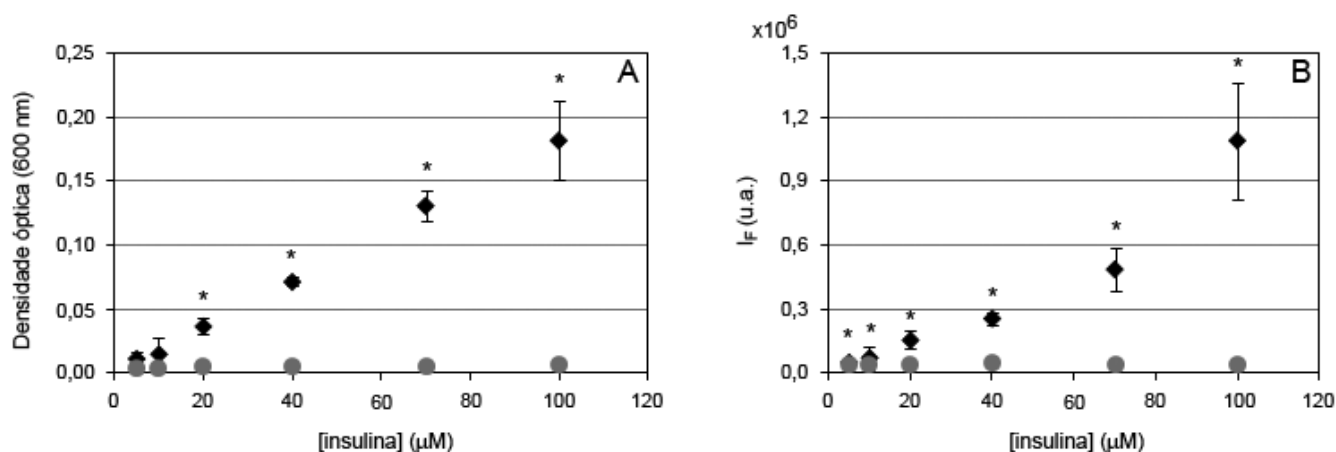 A
Densidade óptica (600 nm)
0,25
0,20
0,15
0,10
0,05
0,00
* * * *
0 20 40 60 80 100 120
[insulina] (μM)
x10⁶
B
I_F (u.a.)
1,5
1,2
0,9
0,6
0,3
0,0
* * * * * *
0 20 40 60 80 100 120
[insulina] (μM)